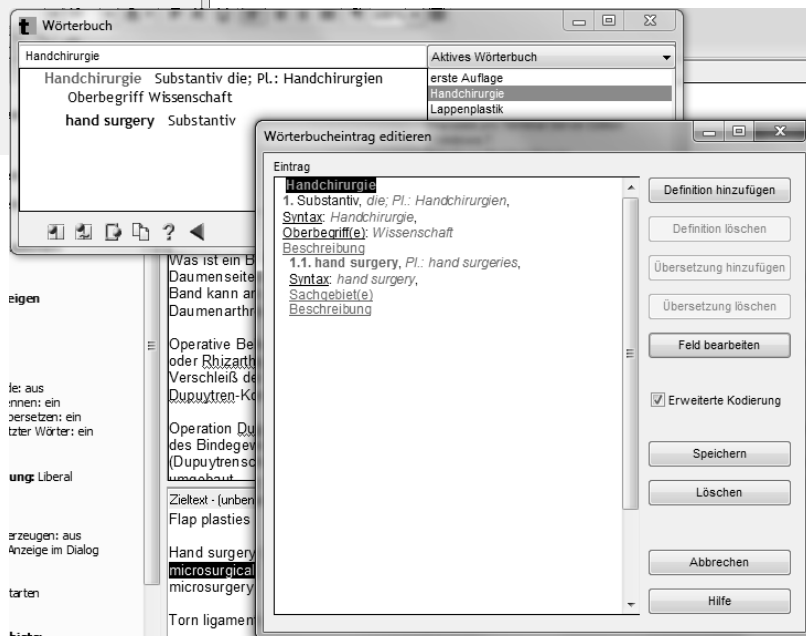 t Wörterbuch
Handchirurgie
Aktives Wörterbuch
Handchirurgie Substantiv die; Pl.: Handchirurgien
Oberbegriff Wissenschaft
hand surgery Substantiv
erste Auflage
Handchirurgie
Lappenplastik
?
Wörterbucheintrag editieren
Eintrag
Handchirurgie
1. Substantiv, die; Pl.: Handchirurgien,
Syntax: Handchirurgie,
Oberbegriff(e): Wissenschaft
Beschreibung
1.1. hand surgery, Pl.: hand surgeries,
Syntax: hand surgery,
Sachgebiet(e)
Beschreibung
Definition hinzufügen
Definition löschen
Übersetzung hinzufügen
Übersetzung löschen
Feld bearbeiten
Erweiterte Kodierung
Speichern
Löschen
Abbrechen
Hilfe
eigen
de: aus
ennen: ein
bersetzen: ein
tzter Wörter: ein
ung: Liberal
erzeugen: aus
Anzeige im Dialog
tarten
Was ist ein B
Daumenseite
Band kann ar
Daumenarthr
Operative Be
oder Rhizarth
Verschleiß de
Dupuytren-Ko
Operation Du
des Bindegew
(Dupuytrensc
umgebaut
Zieltext - (unben
Flap plasties
Hand surgery
microsurgical
microsurgery
Torn ligamen